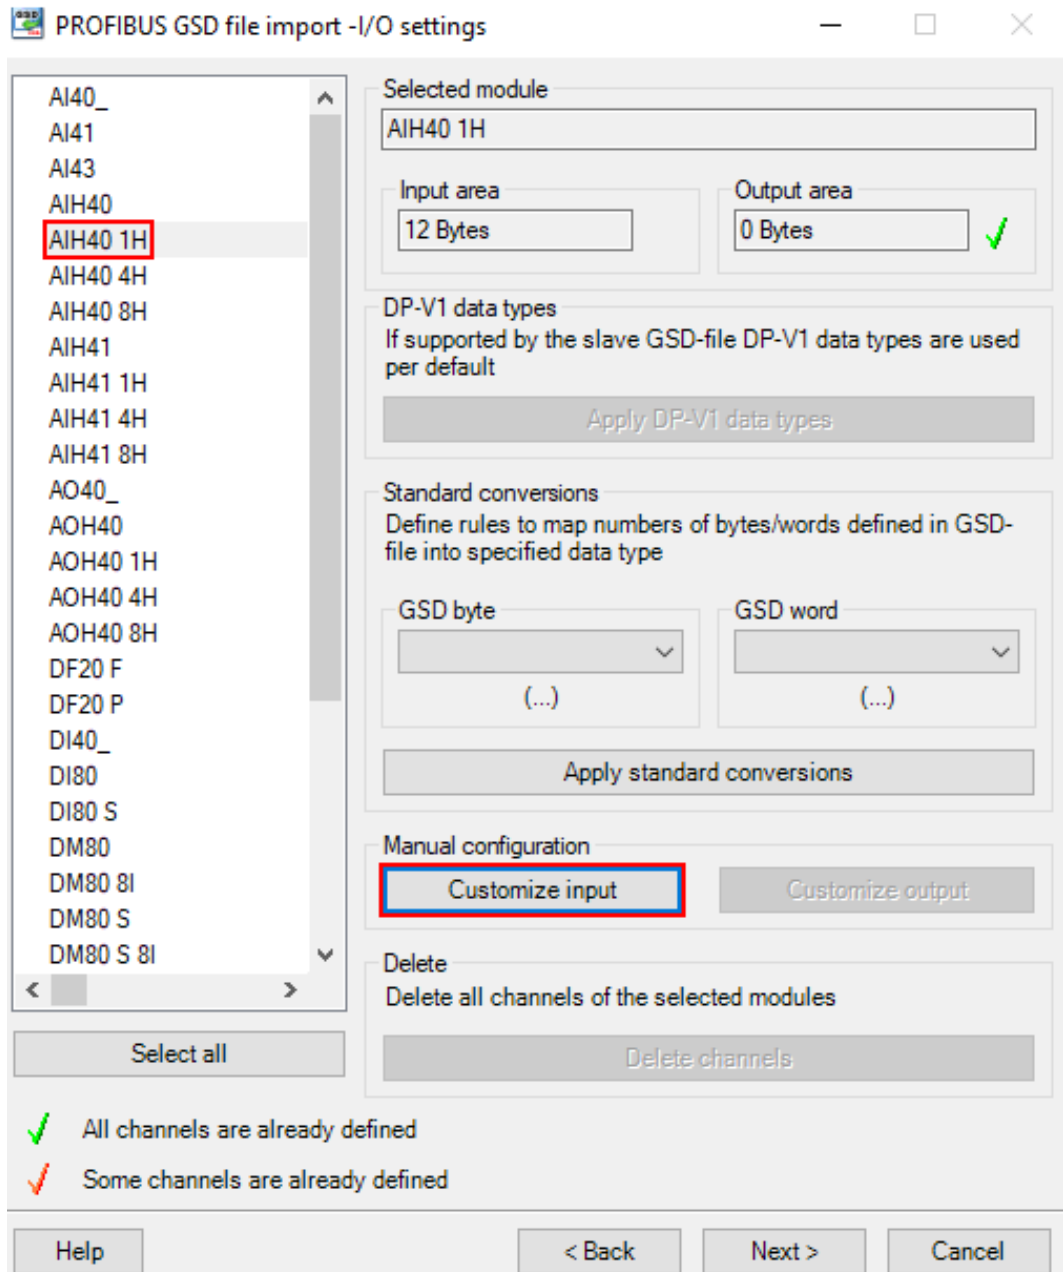 PROFIBUS GSD file import -I/O settings
AI40_
AI41
AI43
AIH40
AIH40 1H
AIH40 4H
AIH40 8H
AIH41
AIH41 1H
AIH41 4H
AIH41 8H
AO40_
AOH40
AOH40 1H
AOH40 4H
AOH40 8H
DF20 F
DF20 P
DI40_
DI80
DI80 S
DM80
DM80 8I
DM80 S
DM80 S 8I
Select all
Selected module
AIH40 1H
Input area
12 Bytes
Output area
0 Bytes
DP-V1 data types
If supported by the slave GSD-file DP-V1 data types are used
per default
Apply DP-V1 data types
Standard conversions
Define rules to map numbers of bytes/words defined in GSD-
file into specified data type
GSD byte
(...)
GSD word
(...)
Apply standard conversions
Manual configuration
Customize input
Customize output
Delete
Delete all channels of the selected modules
Delete channels
All channels are already defined
Some channels are already defined
Help
< Back
Next >
Cancel